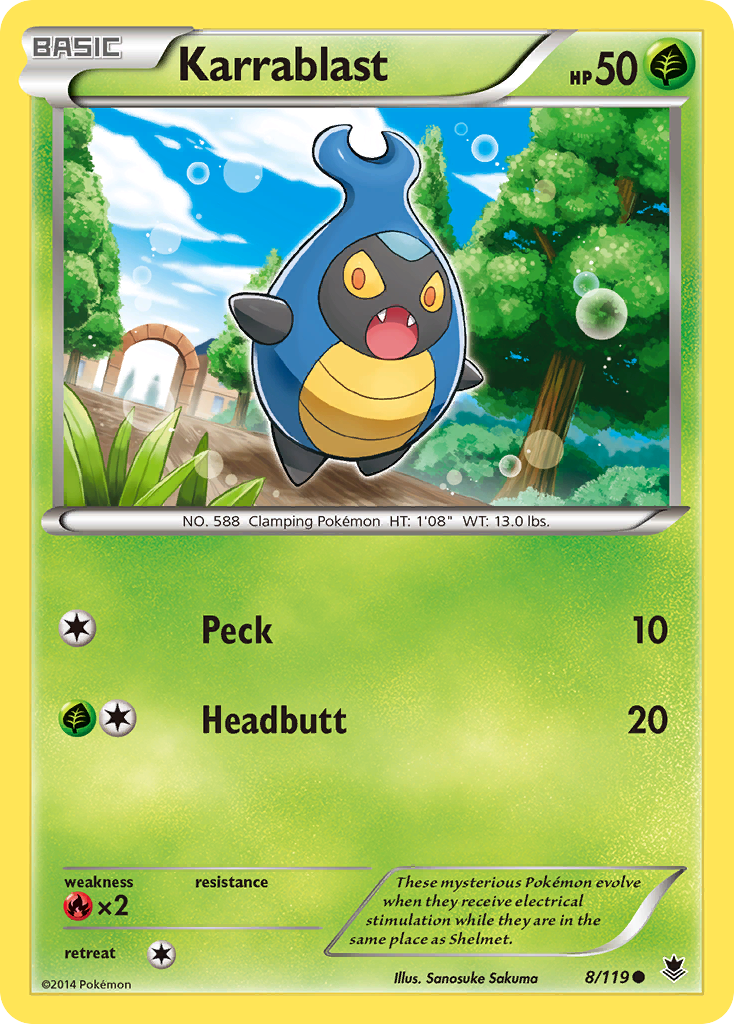 BASIC
Karrablast
HP 50
NO. 588 Clamping Pokémon HT: 1'08" WT: 13.0 lbs.
Peck 10
Headbutt 20
weakness resistance
×2
These mysterious Pokémon evolve
when they receive electrical
stimulation while they are in the
same place as Shelmet.
retreat
©2014 Pokémon
Illus. Sanosuke Sakuma
8/119